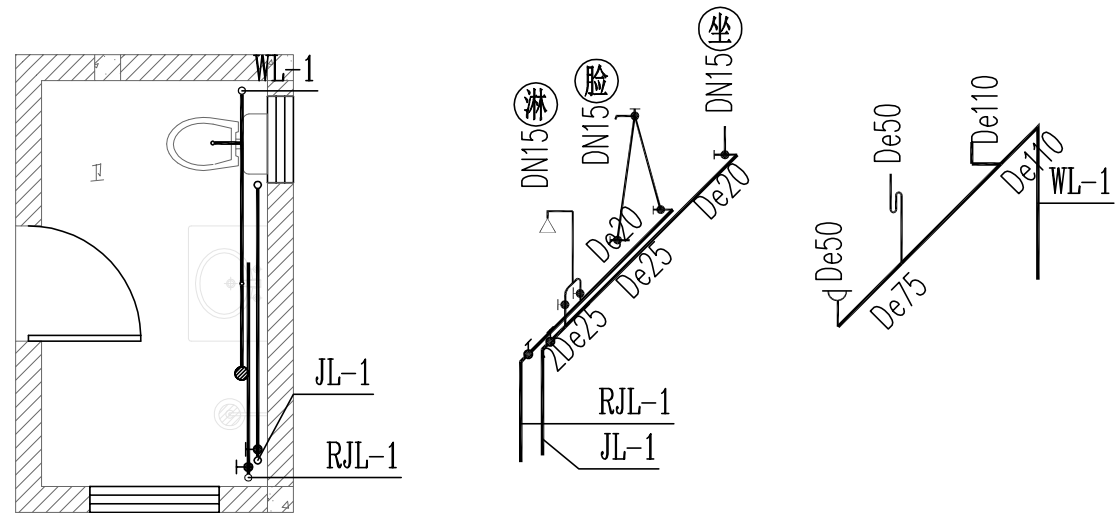 WL-1
卫
JL-1
RJL-1
淋
DN15
脸
DN15
坐
DN15
De20
De20
De25
2De25
RJL-1
JL-1
De50
De50
De110
De110
De75
WL-1